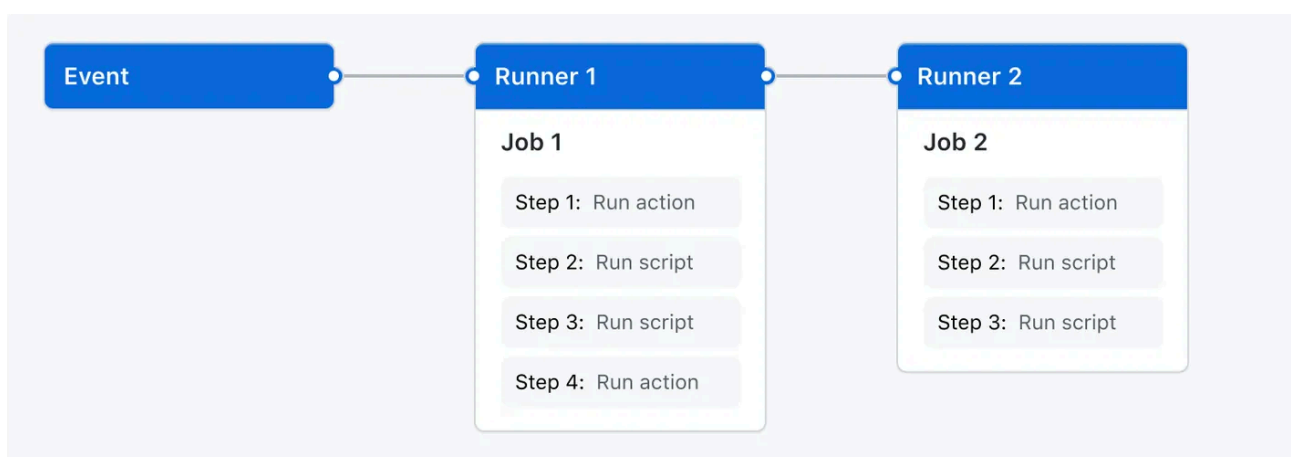 Event
Runner 1
Job 1
Step 1: Run action
Step 2: Run script
Step 3: Run script
Step 4: Run action
Runner 2
Job 2
Step 1: Run action
Step 2: Run script
Step 3: Run script